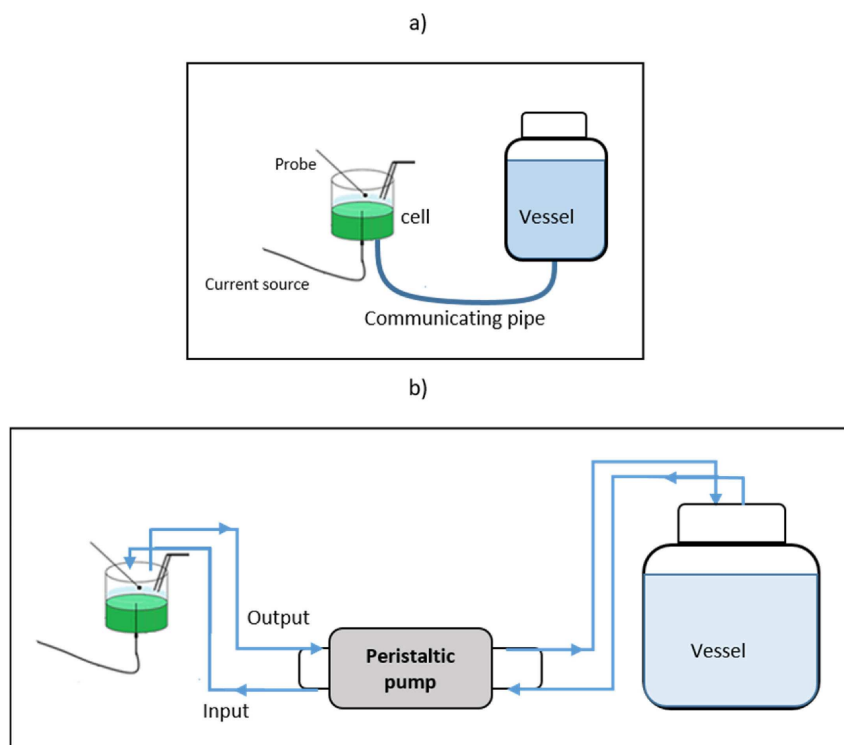 a)
Probe
cell
Vessel
Current source
Communicating pipe
b)
Output
Peristaltic
pump
Vessel
Input